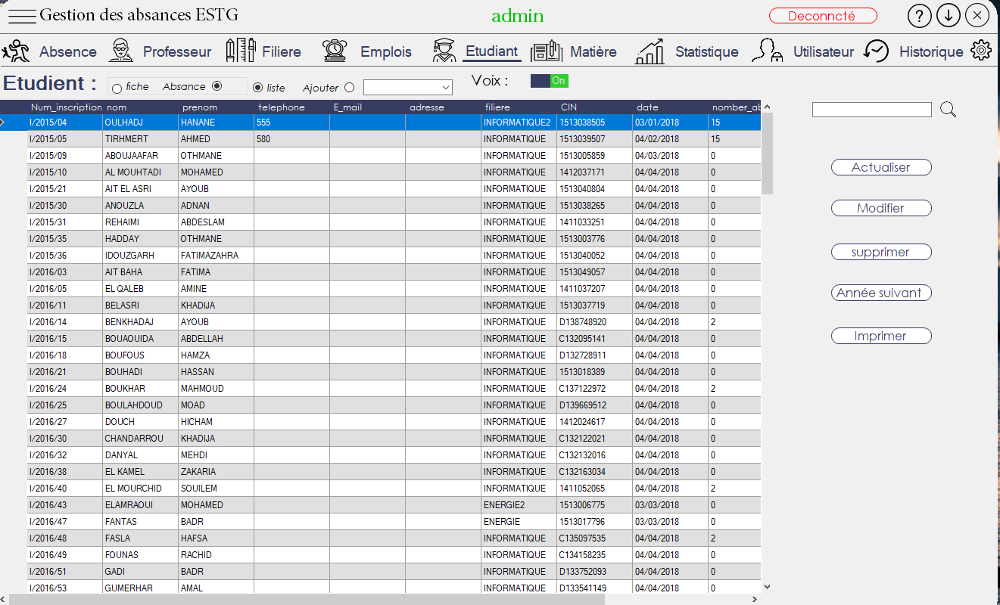 Gestion des absances ESTG admin Deconncté ?
Absence Professeur Filiere Emplois Etudiant Matière Statistique Utilisateur Historique
Etudient : fiche Absance liste Ajouter Voix : On
Num_inscription nom prenom telephone E_mail adresse filiere CIN date nomber_ab
I/2015/04 OULHADJ HANANE 555 INFORMATIQUE2 1513038505 03/01/2018 15
I/2015/05 TIRHMERT AHMED 580 INFORMATIQUE 1513039507 04/02/2018 15
I/2015/09 ABOUJAAFAR OTHMANE INFORMATIQUE 1513005859 04/03/2018 0
I/2015/10 AL MOUHTADI MOHAMED INFORMATIQUE 1412037171 04/04/2018 0
I/2015/21 AIT EL ASRI AYOUB INFORMATIQUE 1513040804 04/04/2018 0
I/2015/30 ANOUZLA ADNAN INFORMATIQUE 1513038265 04/04/2018 0
I/2015/31 REHAIMI ABDESLAM INFORMATIQUE 1411033251 04/04/2018 0
I/2015/35 HADDAY OTHMANE INFORMATIQUE 1513003776 04/04/2018 0
I/2015/36 IDOUZGARH FATIMAZAHRA INFORMATIQUE 1513040052 04/04/2018 0
I/2016/03 AIT BAHA FATIMA INFORMATIQUE 1513049057 04/04/2018 0
I/2016/05 EL QALEB AMINE INFORMATIQUE 1411037207 04/04/2018 0
I/2016/11 BELASRI KHADIJA INFORMATIQUE 1513037719 04/04/2018 0
I/2016/14 BENKHADAJ AYOUB INFORMATIQUE D138748920 04/04/2018 2
I/2016/15 BOUAOUIDA ABDELLAH INFORMATIQUE C132095141 04/04/2018 0
I/2016/18 BOUFOUS HAMZA INFORMATIQUE D132728911 04/04/2018 0
I/2016/21 BOUHADI HASSAN INFORMATIQUE 1513018389 04/04/2018 0
I/2016/24 BOUKHAR MAHMOUD INFORMATIQUE C137122972 04/04/2018 2
I/2016/25 BOULAHDOUD MOAD INFORMATIQUE D139669512 04/04/2018 0
I/2016/27 DOUCH HICHAM INFORMATIQUE 1412024617 04/04/2018 0
I/2016/30 CHANDARROU KHADIJA INFORMATIQUE C132122021 04/04/2018 0
I/2016/32 DANYAL MEHDI INFORMATIQUE C132132016 04/04/2018 0
I/2016/38 EL KAMEL ZAKARIA INFORMATIQUE C132163034 04/04/2018 0
I/2016/40 EL MOURCHID SOUILEM INFORMATIQUE 1411052065 04/04/2018 2
I/2016/43 ELAMRAOUI MOHAMED ENERGIE2 1513006775 03/03/2018 0
I/2016/47 FANTAS BADR ENERGIE 1513017796 03/03/2018 0
I/2016/48 FASLA HAFSA INFORMATIQUE C135097535 04/04/2018 2
I/2016/49 FOUNAS RACHID INFORMATIQUE C134158235 04/04/2018 0
I/2016/51 GADI BADR INFORMATIQUE D133752093 04/04/2018 0
I/2016/53 GUMERHAR AMAL INFORMATIQUE D133541149 04/04/2018 0
Actualiser
Modifier
supprimer
Année suivant
Imprimer